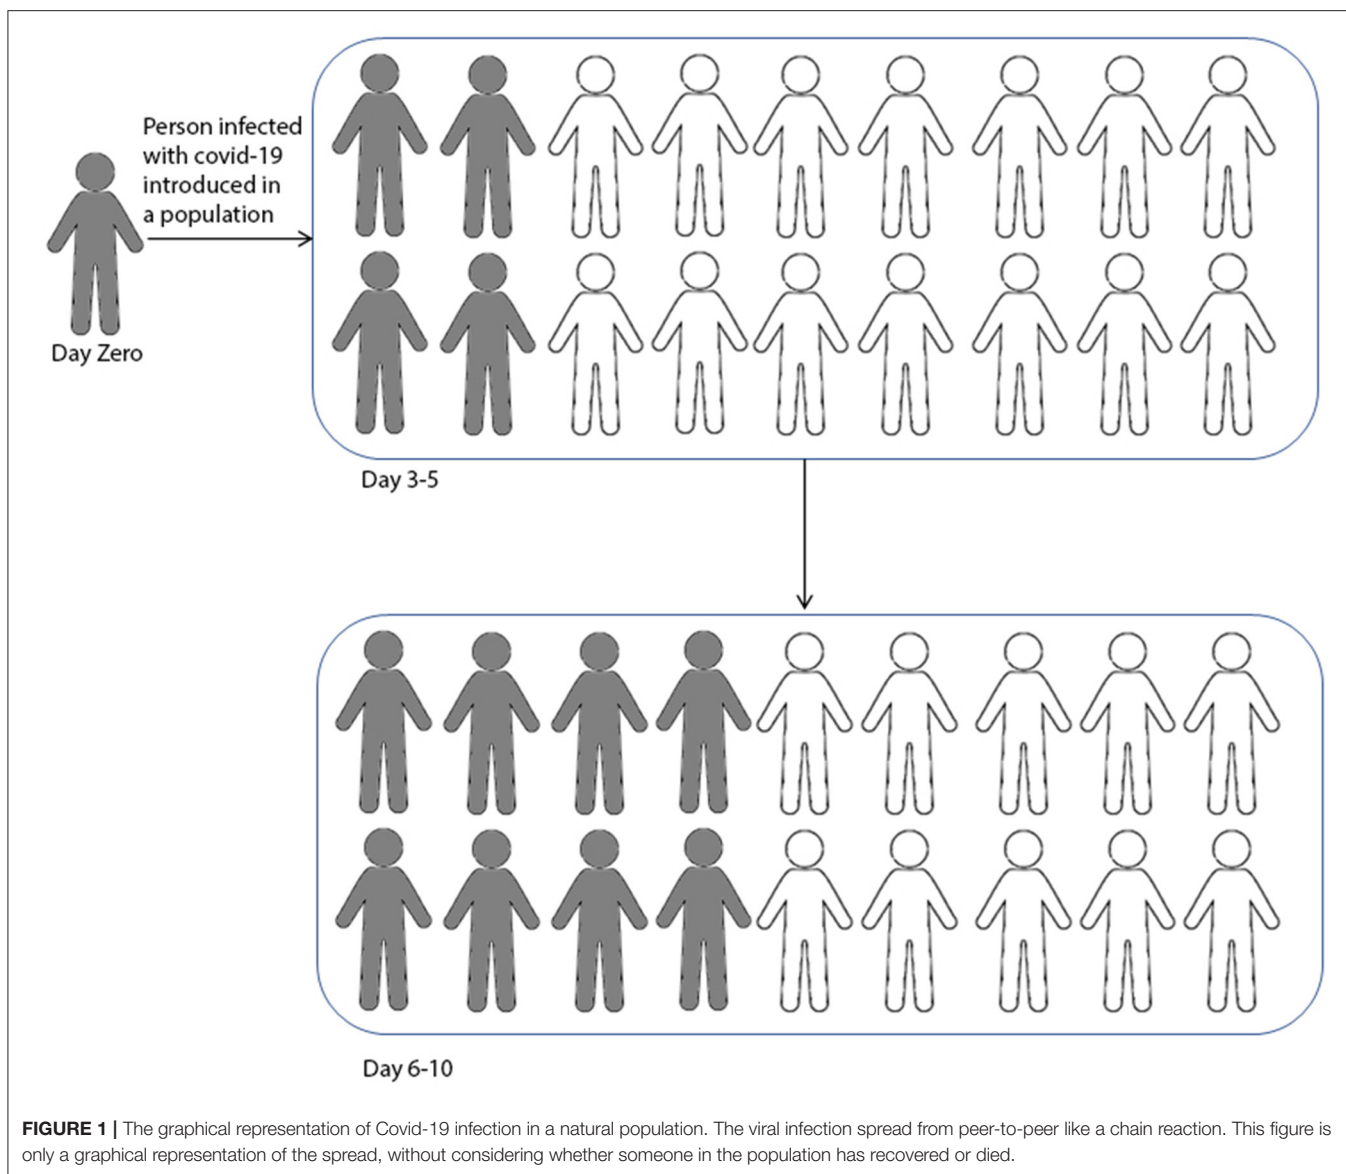 Person infected
with covid-19
introduced in
a population
Day Zero
Day 3-5
Day 6-10
FIGURE 1 | The graphical representation of Covid-19 infection in a natural population. The viral infection spread from peer-to-peer like a chain reaction. This figure is
only a graphical representation of the spread, without considering whether someone in the population has recovered or died.